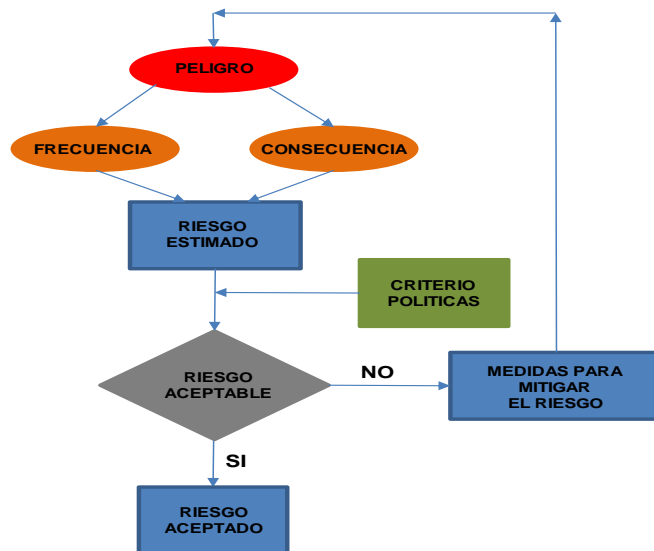 PELIGRO
FRECUENCIA
CONSECUENCIA
RIESGO
ESTIMADO
CRITERIO
POLITICAS
RIESGO
ACEPTABLE
NO
MEDIDAS PARA
MITIGAR
EL RIESGO
SI
RIESGO
ACEPTADO